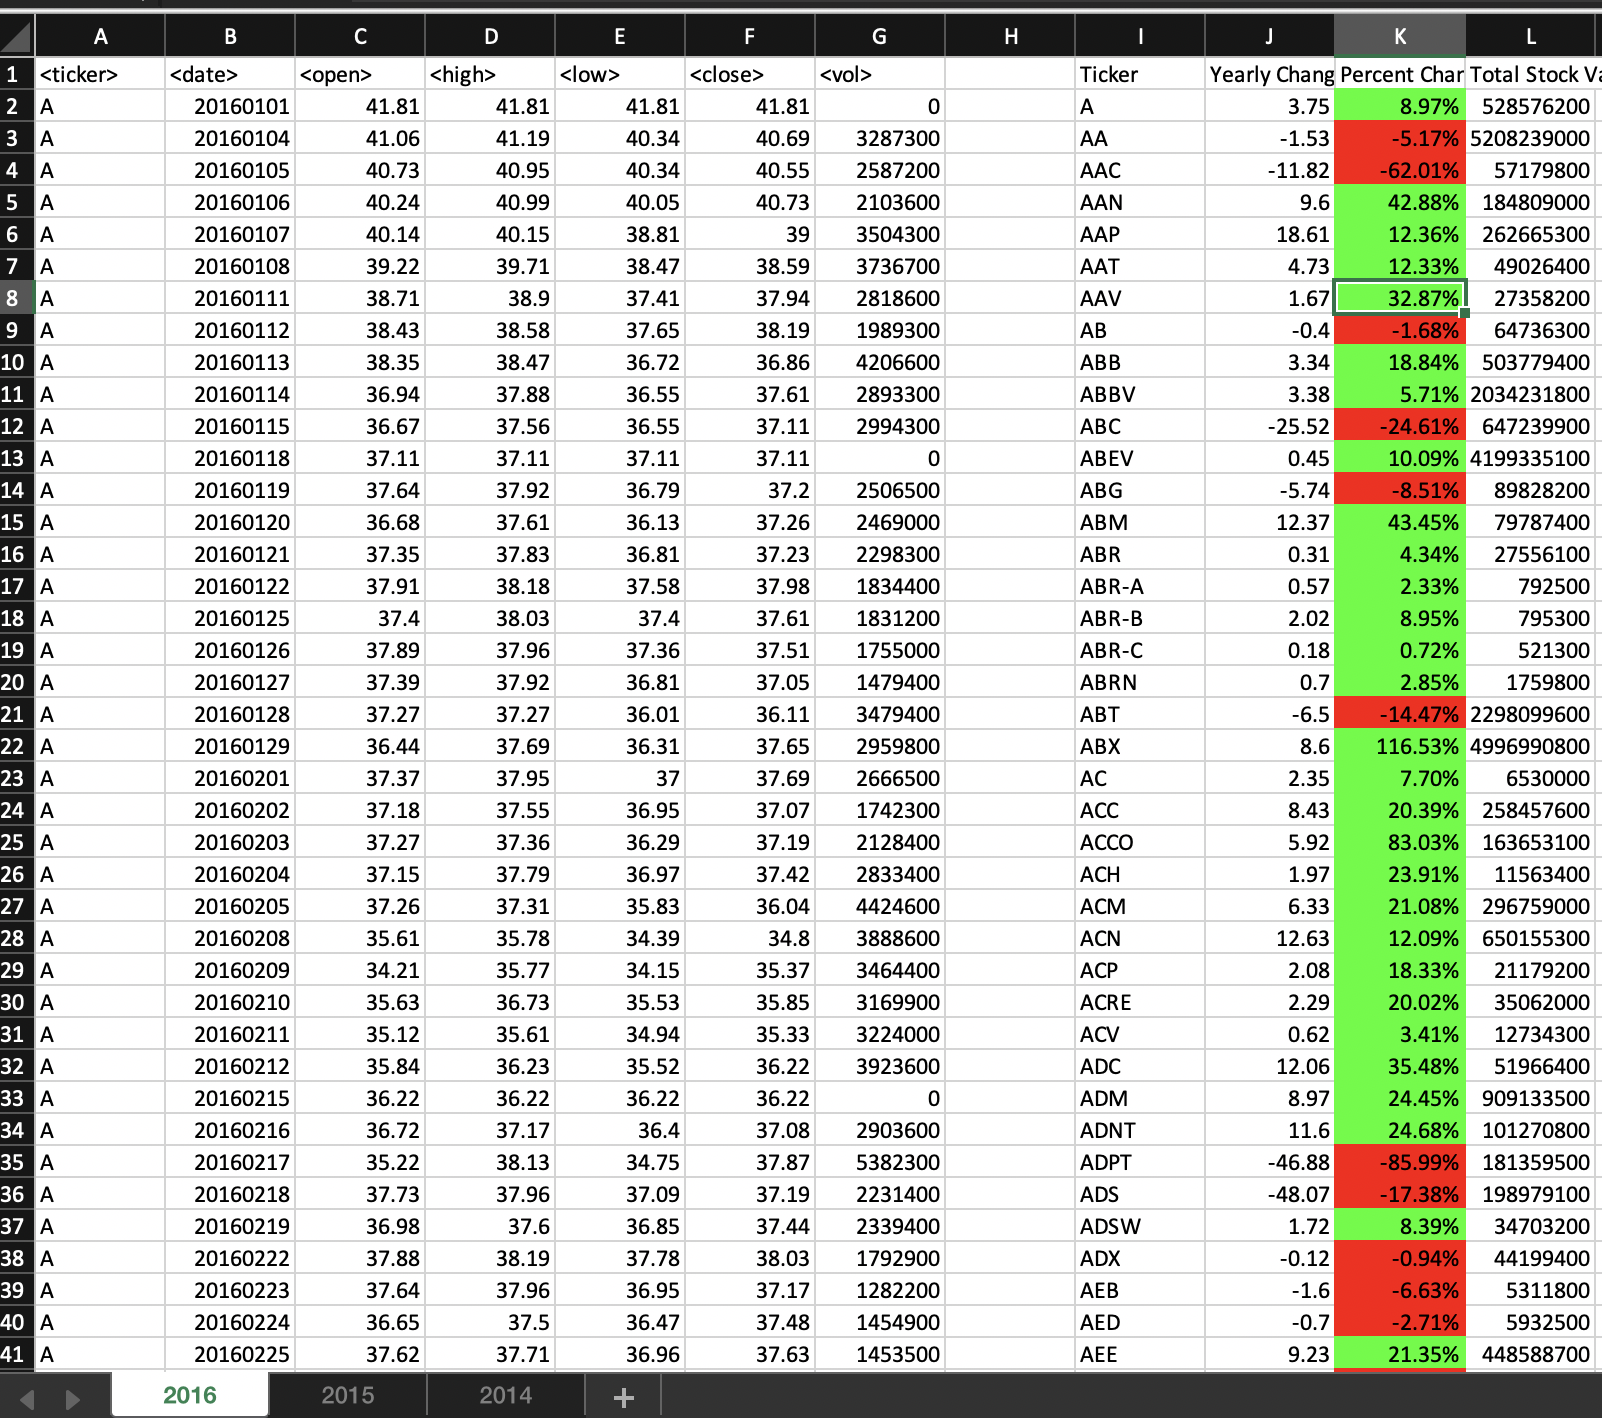 A B C D E F G H I J K L
1 <ticker> <date> <open> <high> <low> <close> <vol> Ticker Yearly Chang Percent Char Total Stock Va
2 A 20160101 41.81 41.81 41.81 41.81 0 A 3.75 8.97% 528576200
3 A 20160104 41.06 41.19 40.34 40.69 3287300 AA -1.53 -5.17% 5208239000
4 A 20160105 40.73 40.95 40.34 40.55 2587200 AAC -11.82 -62.01% 57179800
5 A 20160106 40.24 40.99 40.05 40.73 2103600 AAN 9.6 42.88% 184809000
6 A 20160107 40.14 40.15 38.81 39 3504300 AAP 18.61 12.36% 262665300
7 A 20160108 39.22 39.71 38.47 38.59 3736700 AAT 4.73 12.33% 49026400
8 A 20160111 38.71 38.9 37.41 37.94 2818600 AAV 1.67 32.87% 27358200
9 A 20160112 38.43 38.58 37.65 38.19 1989300 AB -0.4 -1.68% 64736300
10 A 20160113 38.35 38.47 36.72 36.86 4206600 ABB 3.34 18.84% 503779400
11 A 20160114 36.94 37.88 36.55 37.61 2893300 ABBV 3.38 5.71% 2034231800
12 A 20160115 36.67 37.56 36.55 37.11 2994300 ABC -25.52 -24.61% 647239900
13 A 20160118 37.11 37.11 37.11 37.11 0 ABEV 0.45 10.09% 4199335100
14 A 20160119 37.64 37.92 36.79 37.2 2506500 ABG -5.74 -8.51% 89828200
15 A 20160120 36.68 37.61 36.13 37.26 2469000 ABM 12.37 43.45% 79787400
16 A 20160121 37.35 37.83 36.81 37.23 2298300 ABR 0.31 4.34% 27556100
17 A 20160122 37.91 38.18 37.58 37.98 1834400 ABR-A 0.57 2.33% 792500
18 A 20160125 37.4 38.03 37.4 37.61 1831200 ABR-B 2.02 8.95% 795300
19 A 20160126 37.89 37.96 37.36 37.51 1755000 ABR-C 0.18 0.72% 521300
20 A 20160127 37.39 37.92 36.81 37.05 1479400 ABRN 0.7 2.85% 1759800
21 A 20160128 37.27 37.27 36.01 36.11 3479400 ABT -6.5 -14.47% 2298099600
22 A 20160129 36.44 37.69 36.31 37.65 2959800 ABX 8.6 116.53% 4996990800
23 A 20160201 37.37 37.95 37 37.69 2666500 AC 2.35 7.70% 6530000
24 A 20160202 37.18 37.55 36.95 37.07 1742300 ACC 8.43 20.39% 258457600
25 A 20160203 37.27 37.36 36.29 37.19 2128400 ACCO 5.92 83.03% 163653100
26 A 20160204 37.15 37.79 36.97 37.42 2833400 ACH 1.97 23.91% 11563400
27 A 20160205 37.26 37.31 35.83 36.04 4424600 ACM 6.33 21.08% 296759000
28 A 20160208 35.61 35.78 34.39 34.8 3888600 ACN 12.63 12.09% 650155300
29 A 20160209 34.21 35.77 34.15 35.37 3464400 ACP 2.08 18.33% 21179200
30 A 20160210 35.63 36.73 35.53 35.85 3169900 ACRE 2.29 20.02% 35062000
31 A 20160211 35.12 35.61 34.94 35.33 3224000 ACV 0.62 3.41% 12734300
32 A 20160212 35.84 36.23 35.52 36.22 3923600 ADC 12.06 35.48% 51966400
33 A 20160215 36.22 36.22 36.22 36.22 0 ADM 8.97 24.45% 909133500
34 A 20160216 36.72 37.17 36.4 37.08 2903600 ADNT 11.6 24.68% 101270800
35 A 20160217 35.22 38.13 34.75 37.87 5382300 ADPT -46.88 -85.99% 181359500
36 A 20160218 37.73 37.96 37.09 37.19 2231400 ADS -48.07 -17.38% 198979100
37 A 20160219 36.98 37.6 36.85 37.44 2339400 ADSW 1.72 8.39% 34703200
38 A 20160222 37.88 38.19 37.78 38.03 1792900 ADX -0.12 -0.94% 44199400
39 A 20160223 37.64 37.96 36.95 37.17 1282200 AEB -1.6 -6.63% 5311800
40 A 20160224 36.65 37.5 36.47 37.48 1454900 AED -0.7 -2.71% 5932500
41 A 20160225 37.62 37.71 36.96 37.63 1453500 AEE 9.23 21.35% 448588700
2016 2015 2014 +